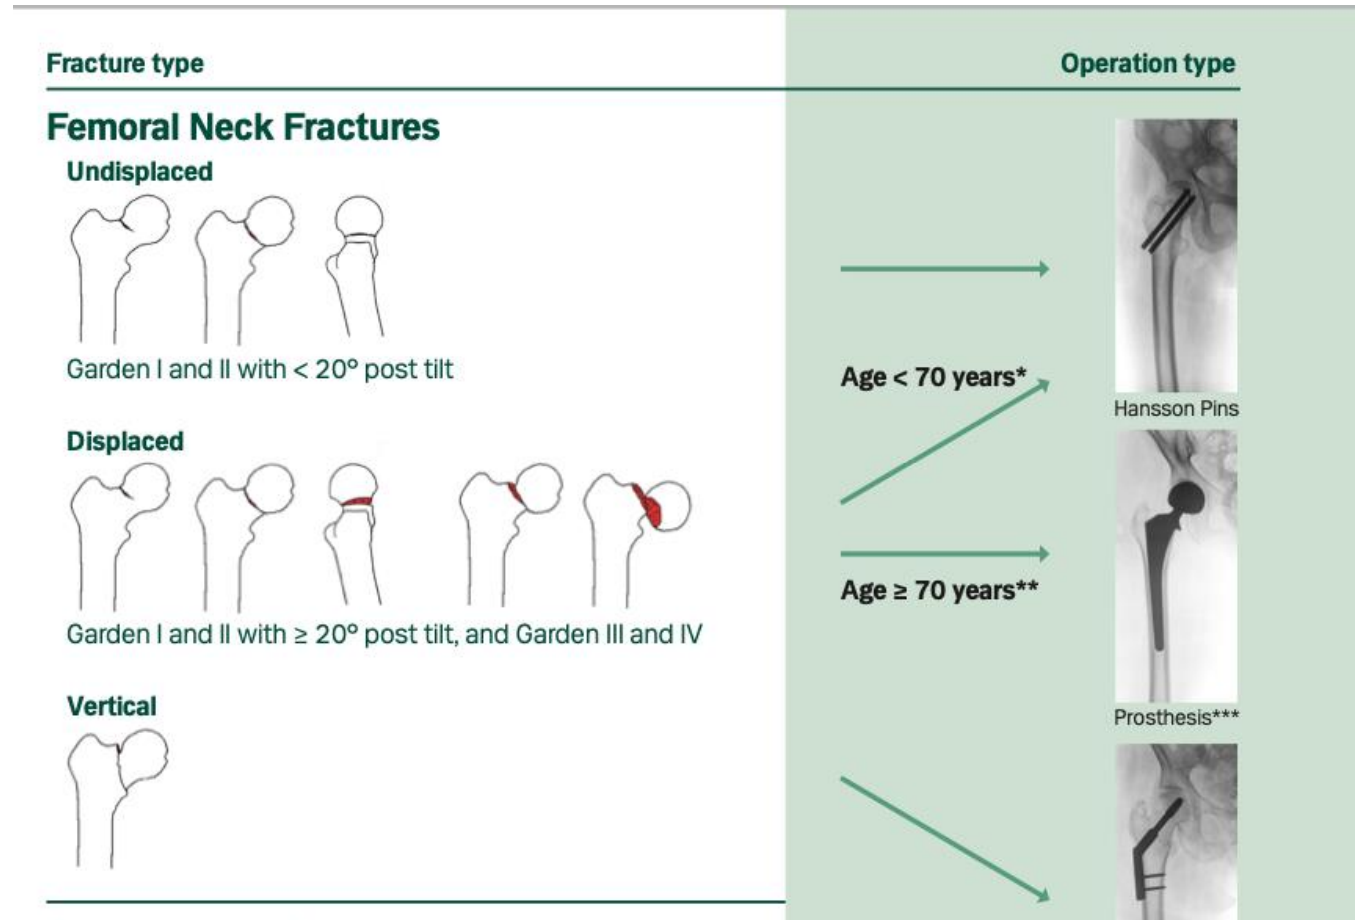 Fracture type
Operation type
Femoral Neck Fractures
Undisplaced
Garden I and II with < 20° post tilt
Age < 70 years*
Hansson Pins
Displaced
Age ≥ 70 years**
Garden I and II with ≥ 20° post tilt, and Garden III and IV
Vertical
Prosthesis***